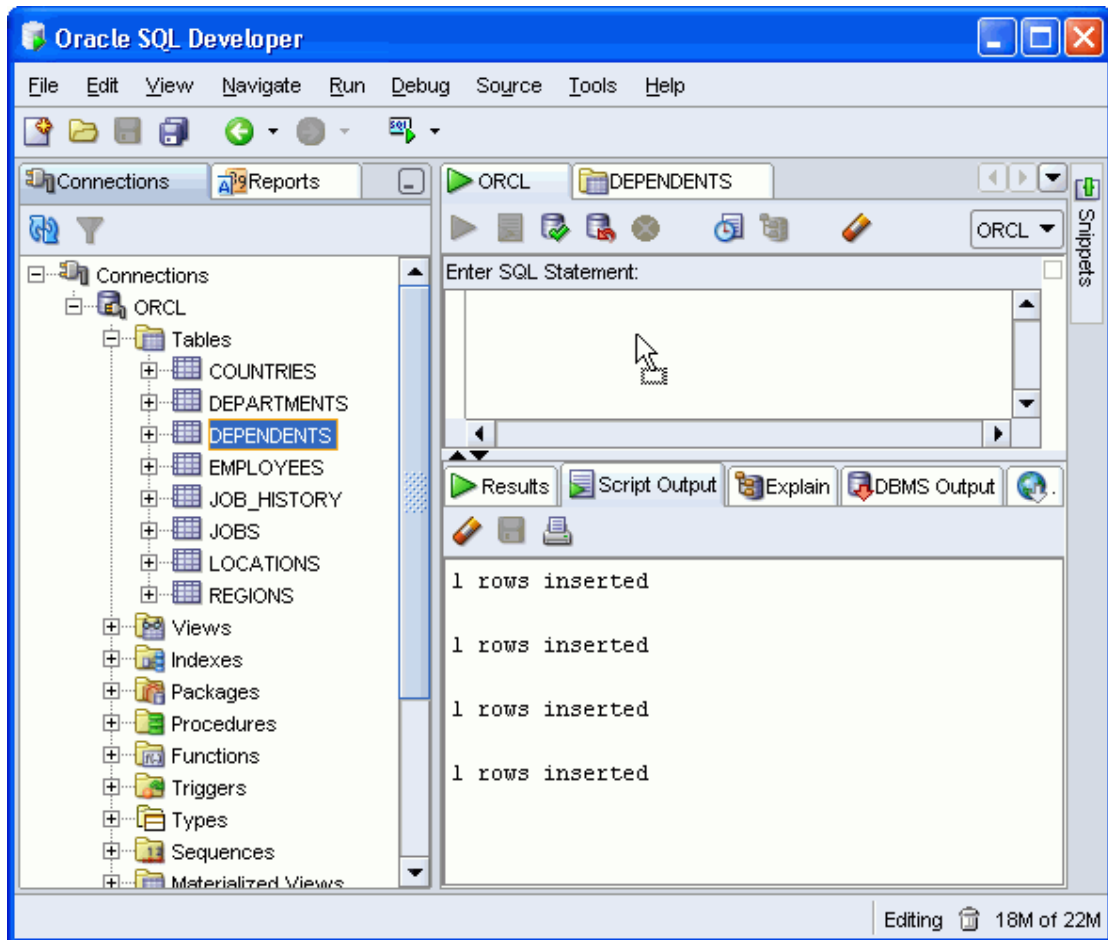 Oracle SQL Developer
File Edit View Navigate Run Debug Source Tools Help
Connections
Reports
Connections
ORCL
Tables
COUNTRIES
DEPARTMENTS
DEPENDENTS
EMPLOYEES
JOB_HISTORY
JOBS
LOCATIONS
REGIONS
Views
Indexes
Packages
Procedures
Functions
Triggers
Types
Sequences
Materialized Views
ORCL
DEPENDENTS
ORCL
Enter SQL Statement:
Results
Script Output
Explain
DBMS Output
1 rows inserted
1 rows inserted
1 rows inserted
1 rows inserted
Snippets
Editing 18M of 22M